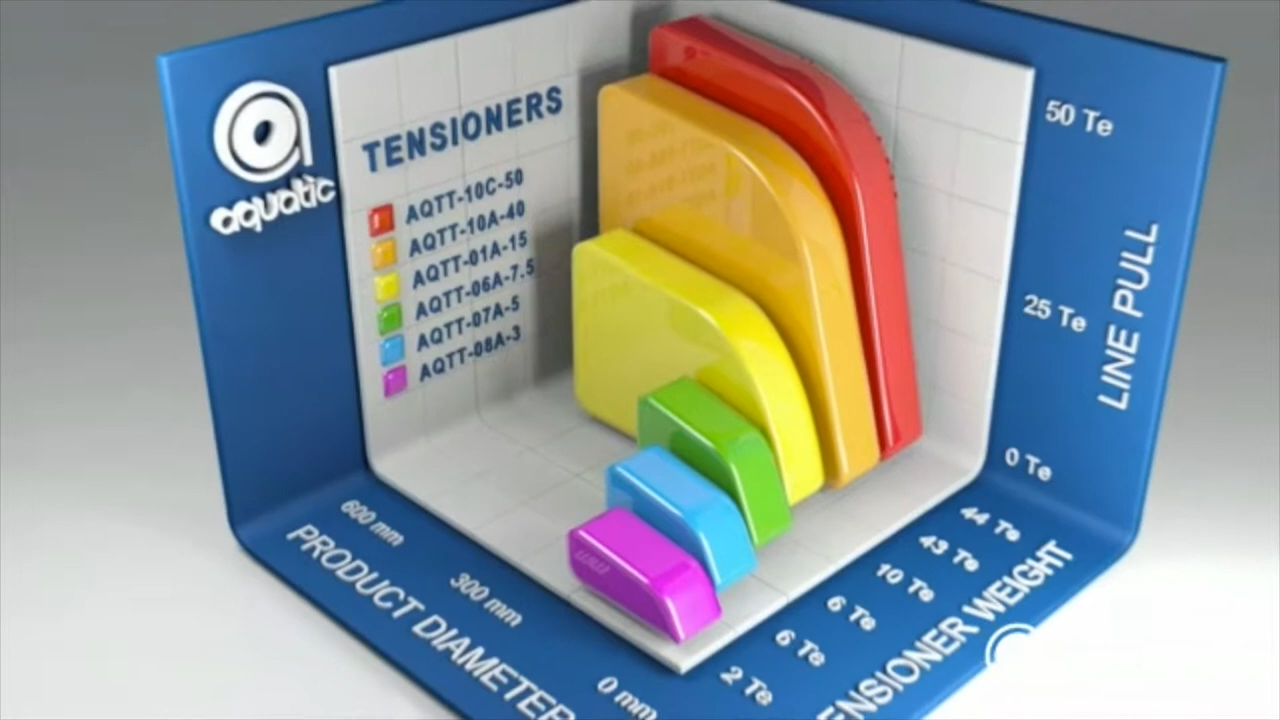 aquatic
TENSIONERS
AQTT-10C-50
AQTT-10A-40
AQTT-01A-15
AQTT-06A-7.5
AQTT-07A-5
AQTT-08A-3
50 Te
25 Te
0 Te
LINE PULL
600 mm
300 mm
0 mm
PRODUCT DIAMETER
44 Te
43 Te
10 Te
6 Te
6 Te
2 Te
ENSIONER WEIGHT